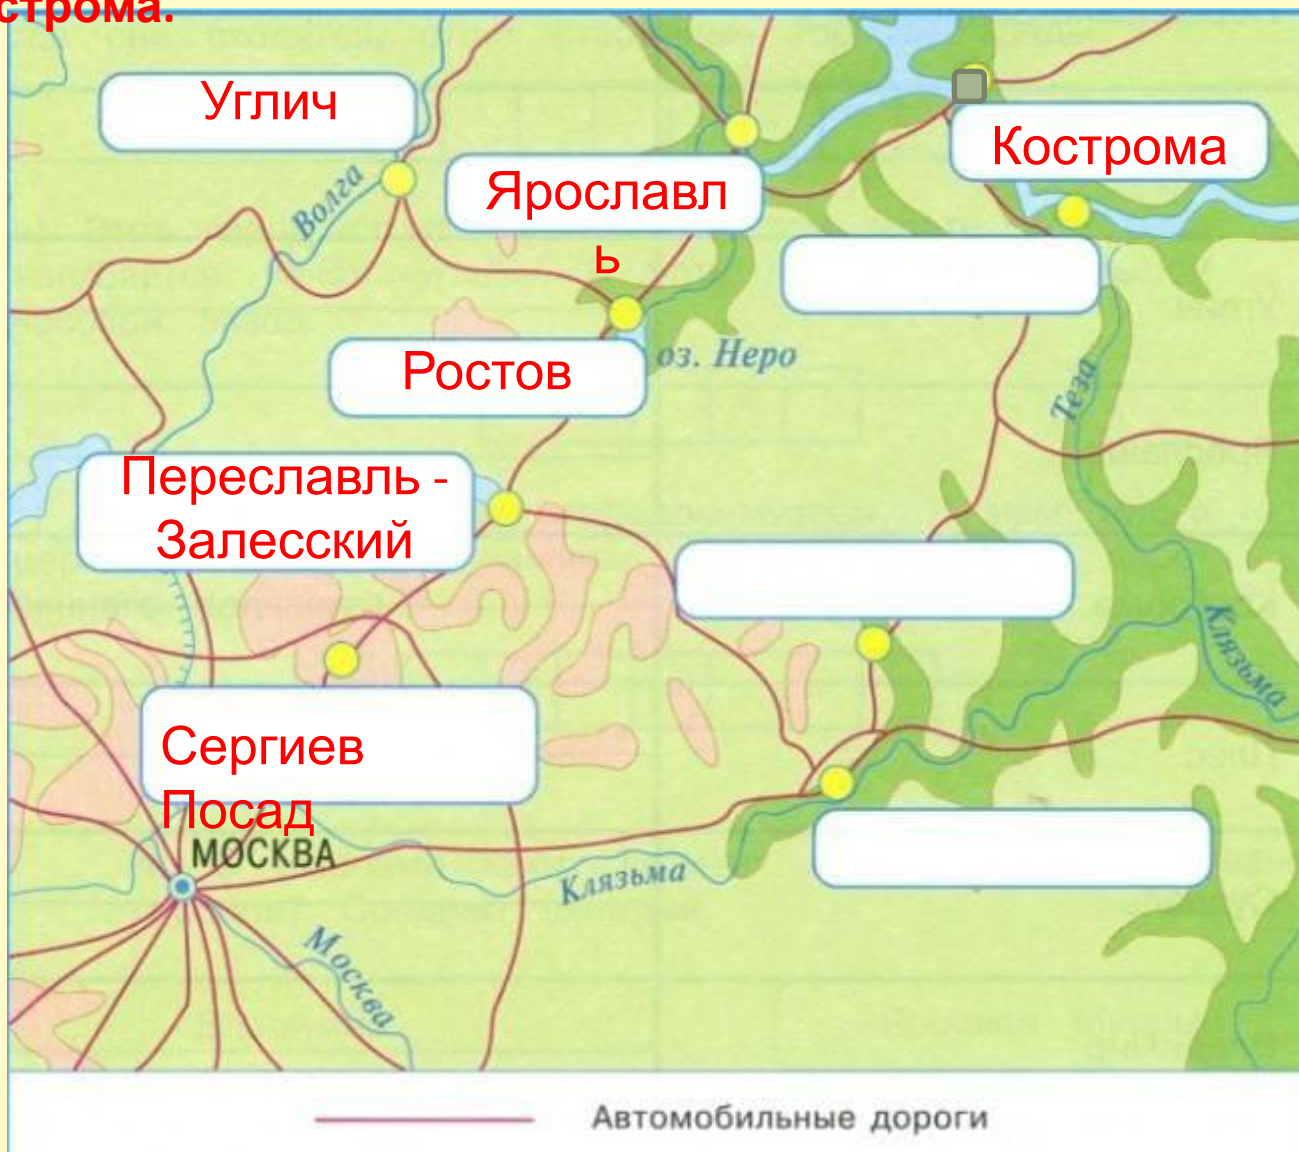 строма.
Углич
Кострома
Волга
Ярославл
ь
оз. Неро
Ростов
Теза
Переславль -
Залесский
Клязьма
Сергиев
Посад
МОСКВА
Клязьма
Москва
Автомобильные дороги